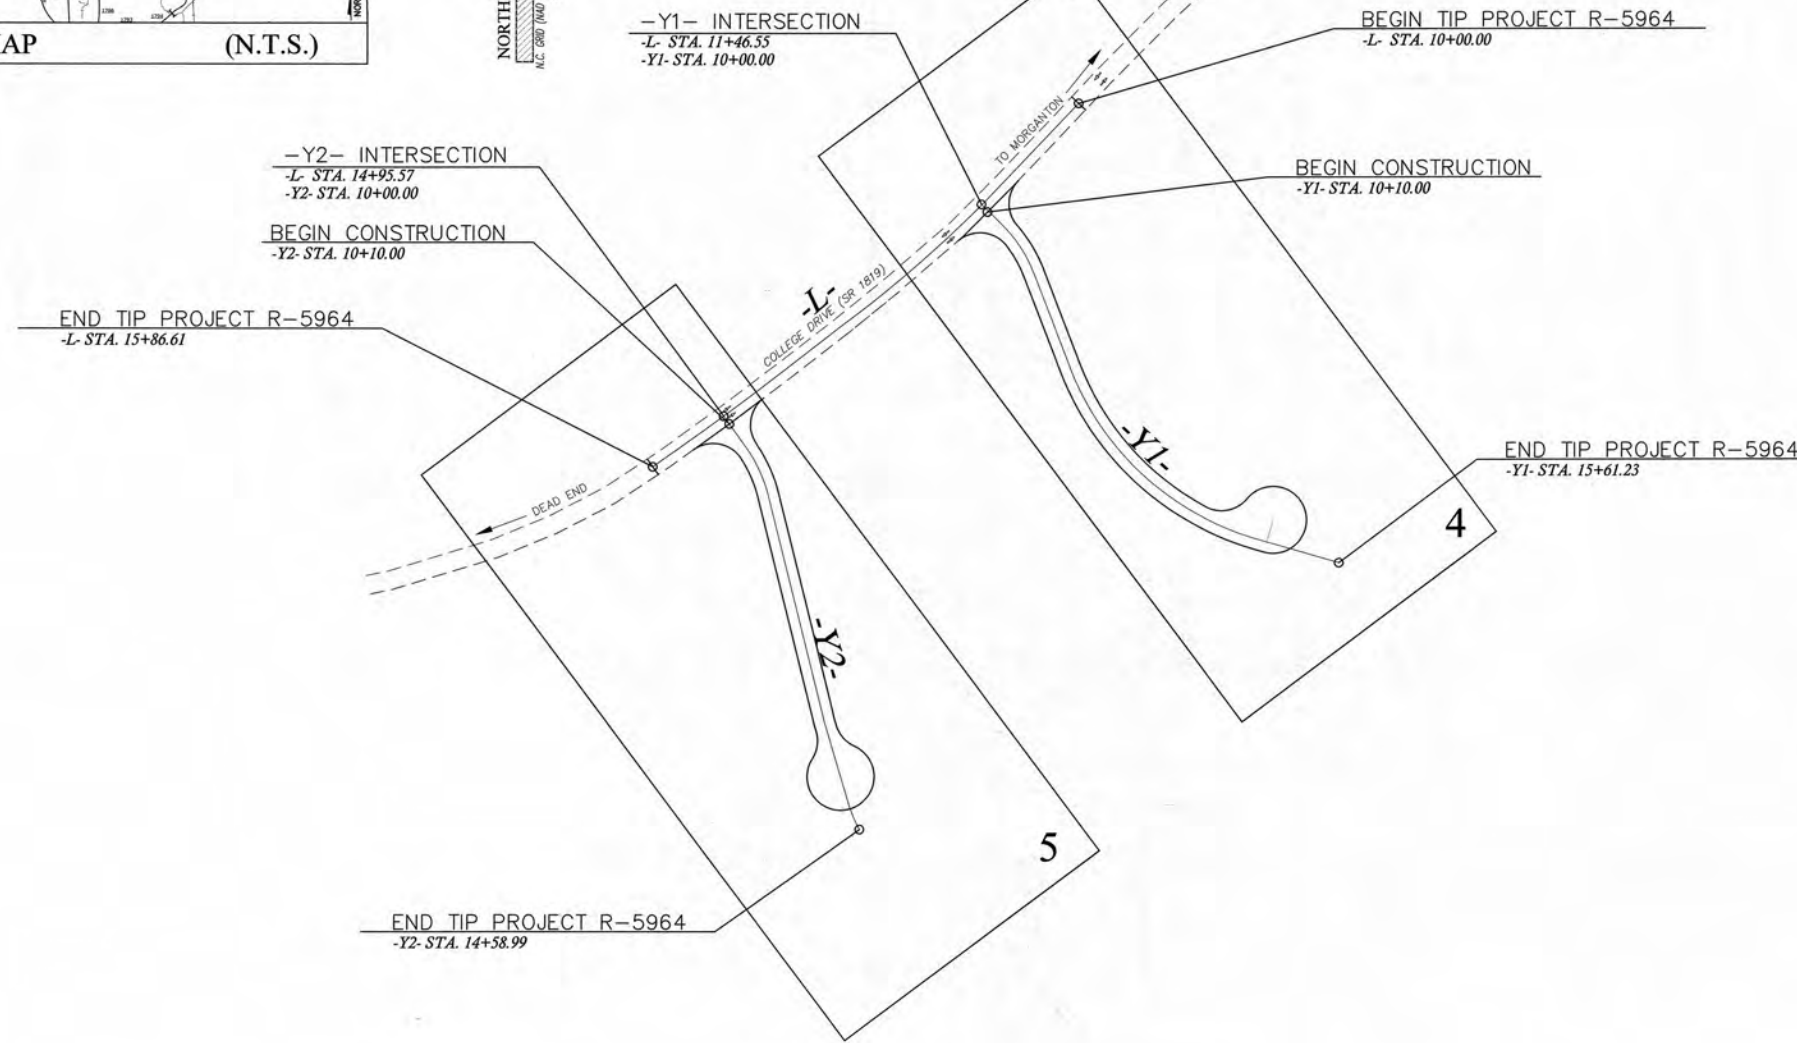 AP (N.T.S.)
NORTH
N.C. GRID (NAD
-Y1- INTERSECTION
-L- STA. 11+46.55
-Y1- STA. 10+00.00
BEGIN TIP PROJECT R-5964
-L- STA. 10+00.00
TO MORGANTON
-Y2- INTERSECTION
-L- STA. 14+95.57
-Y2- STA. 10+00.00
BEGIN CONSTRUCTION
-Y1- STA. 10+10.00
BEGIN CONSTRUCTION
-Y2- STA. 10+10.00
-L-
COLLEGE DRIVE (SR 1819)
END TIP PROJECT R-5964
-L- STA. 15+86.61
-Y1-
END TIP PROJECT R-5964
-Y1- STA. 15+61.23
DEAD END
4
-Y2-
5
END TIP PROJECT R-5964
-Y2- STA. 14+58.99